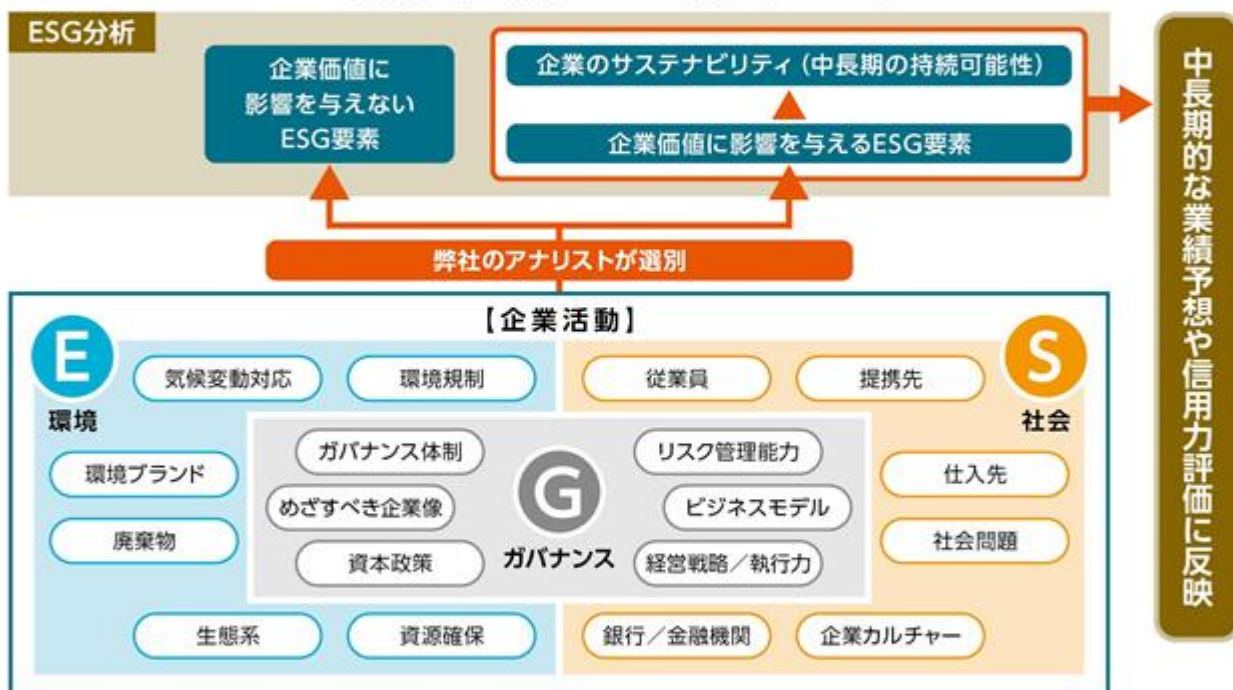 ESG分析
企業価値に
影響を与えない
ESG要素
企業のサステナビリティ（中長期の持続可能性）
企業価値に影響を与えるESG要素
中長期的な業績予想や信用力評価に反映
弊社のアナリストが選別
【企業活動】
E
環境
S
社会
気候変動対応
環境規制
従業員
提携先
環境ブランド
廃棄物
ガバナンス体制
めざすべき企業像
資本政策
G
ガバナンス
リスク管理能力
ビジネスモデル
経営戦略／執行力
仕入先
社会問題
生態系
資源確保
銀行／金融機関
企業カルチャー